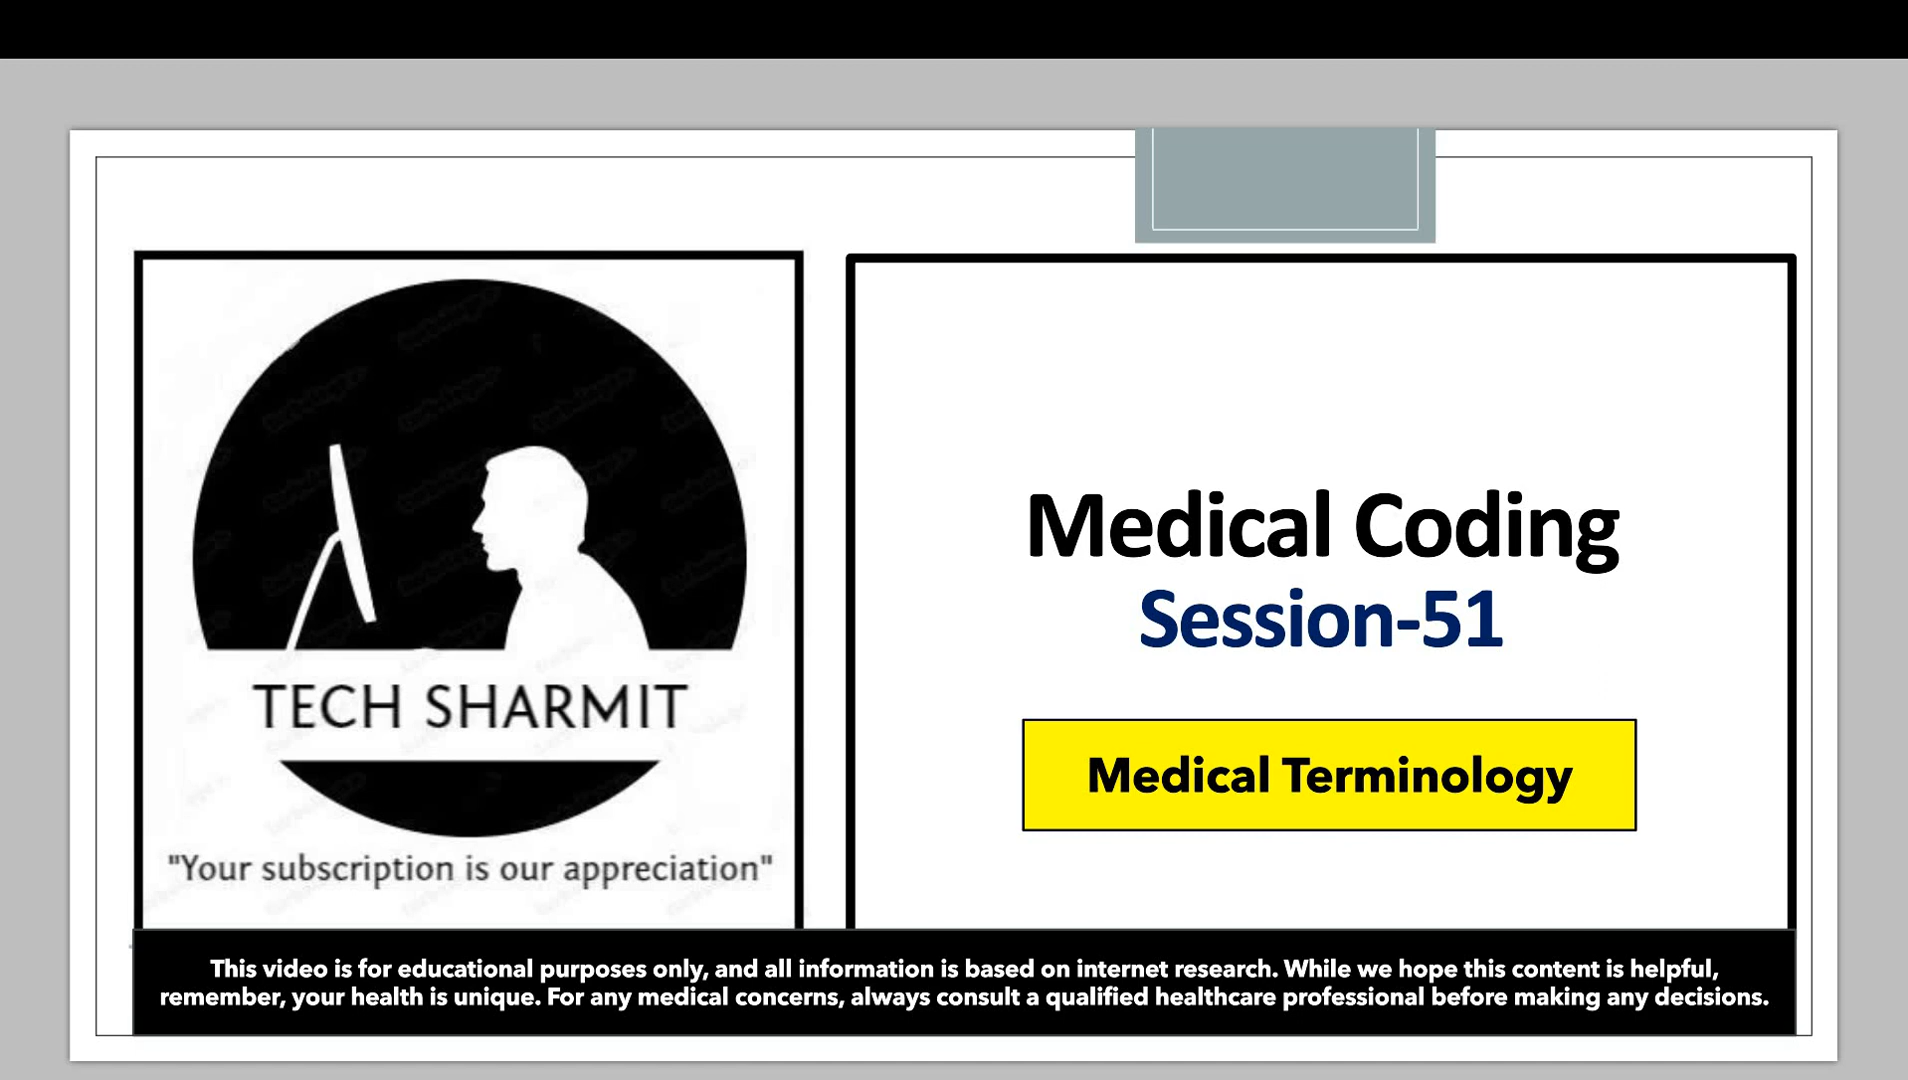 TECH SHARMIT
"Your subscription is our appreciation"
Medical Coding
Session-51
Medical Terminology
This video is for educational purposes only, and all information is based on internet research. While we hope this content is helpful,
remember, your health is unique. For any medical concerns, always consult a qualified healthcare professional before making any decisions.